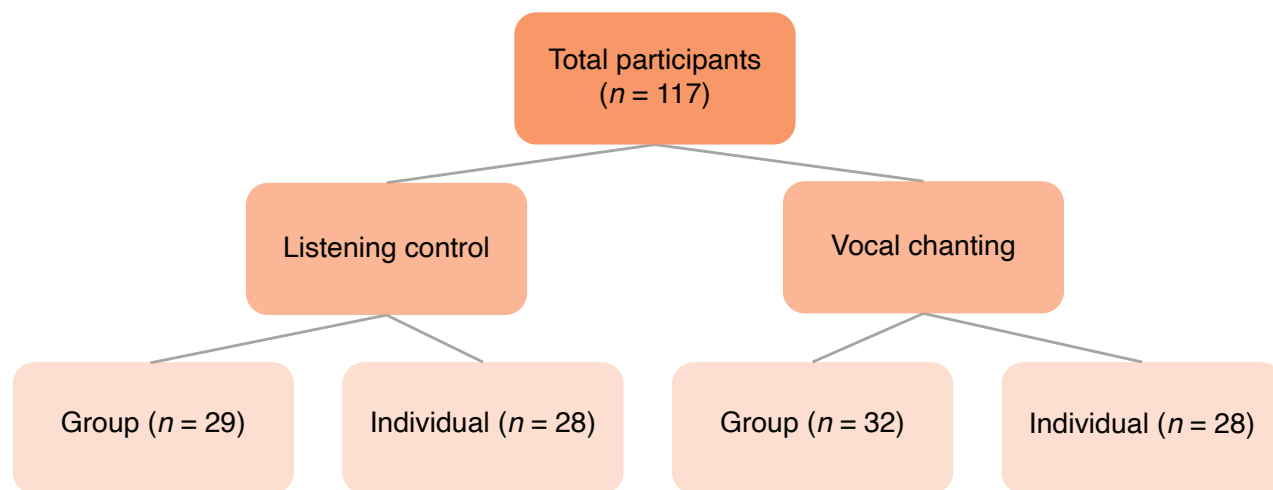 Total participants
(n = 117)
Listening control
Vocal chanting
Group (n = 29)
Individual (n = 28)
Group (n = 32)
Individual (n = 28)